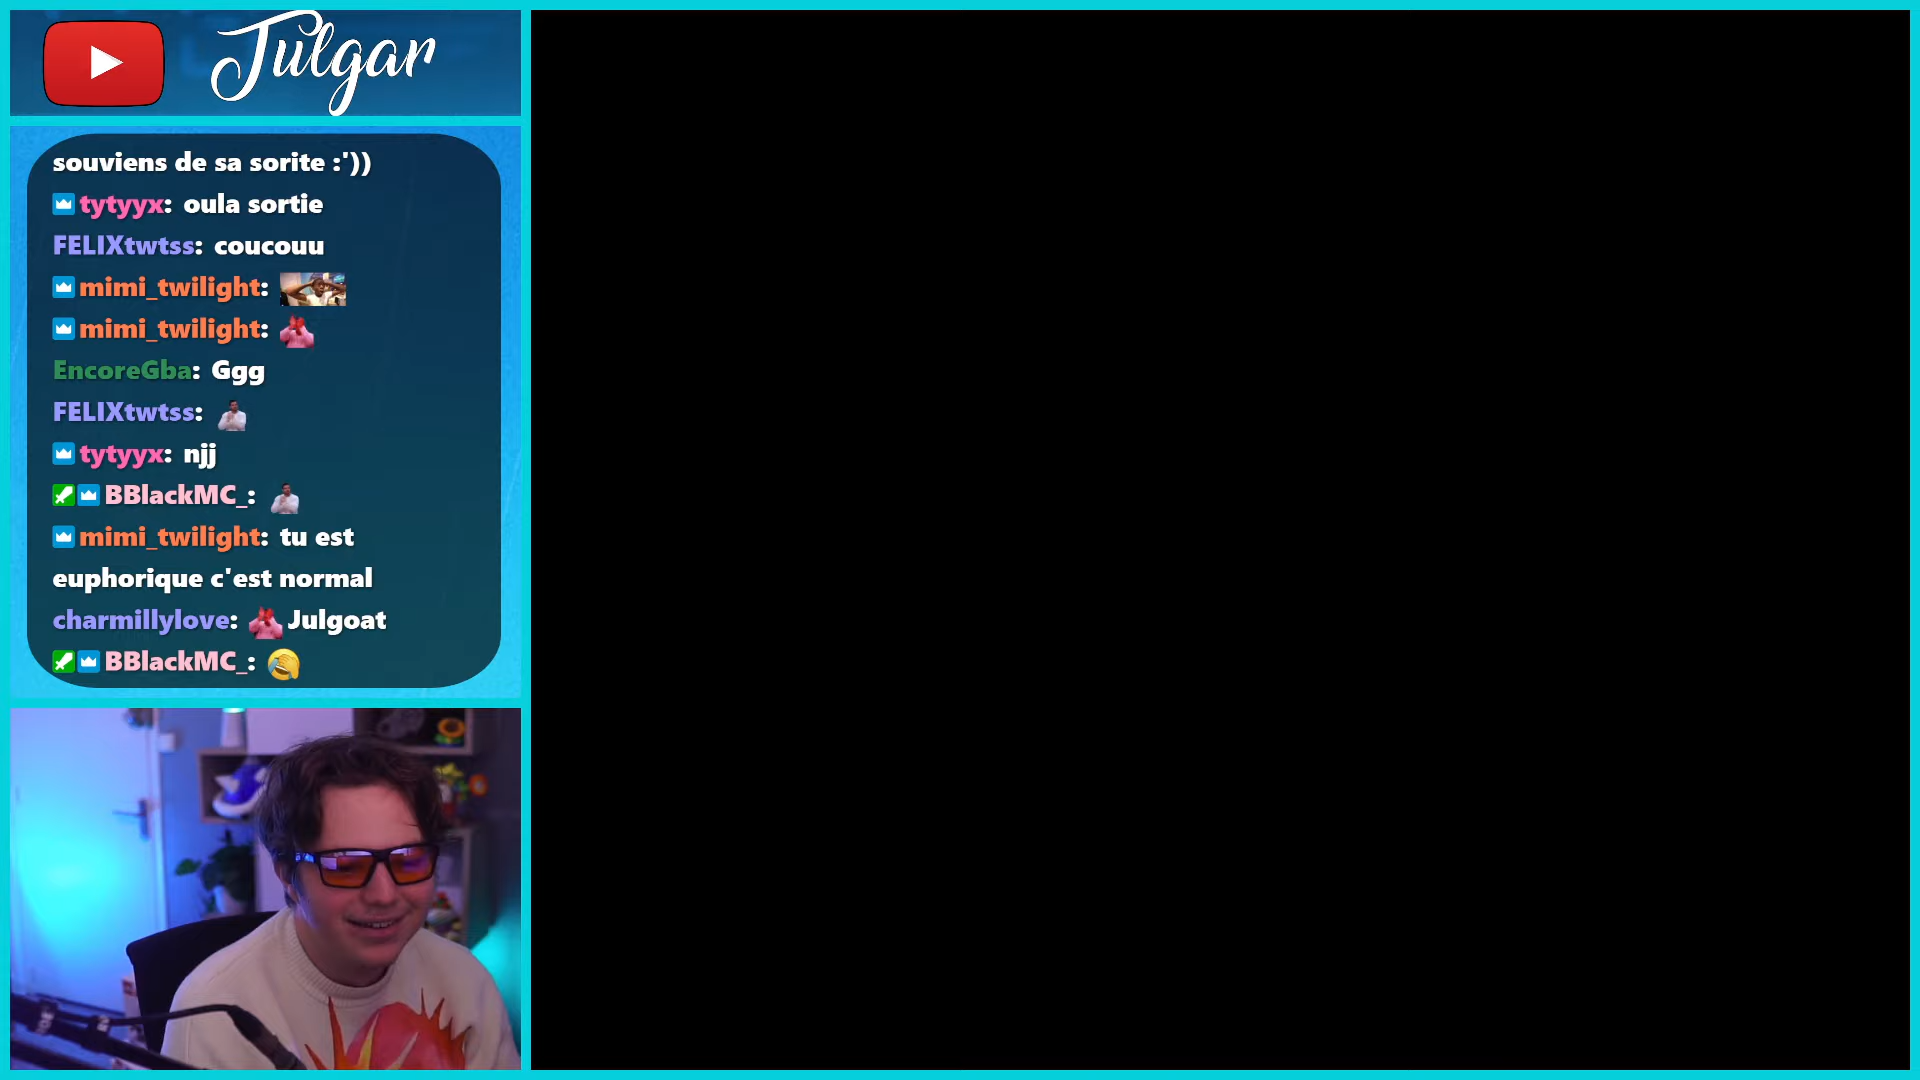 Julgar
souviens de sa sorite :'))
tytyyx: oula sortie
FELIXtwtss: coucouu
mimi_twilight:
mimi_twilight:
EncoreGba: Ggg
FELIXtwtss:
tytyyx: njj
BBlackMC_:
mimi_twilight: tu est
euphorique c'est normal
charmillylove: Julgoat
BBlackMC_: